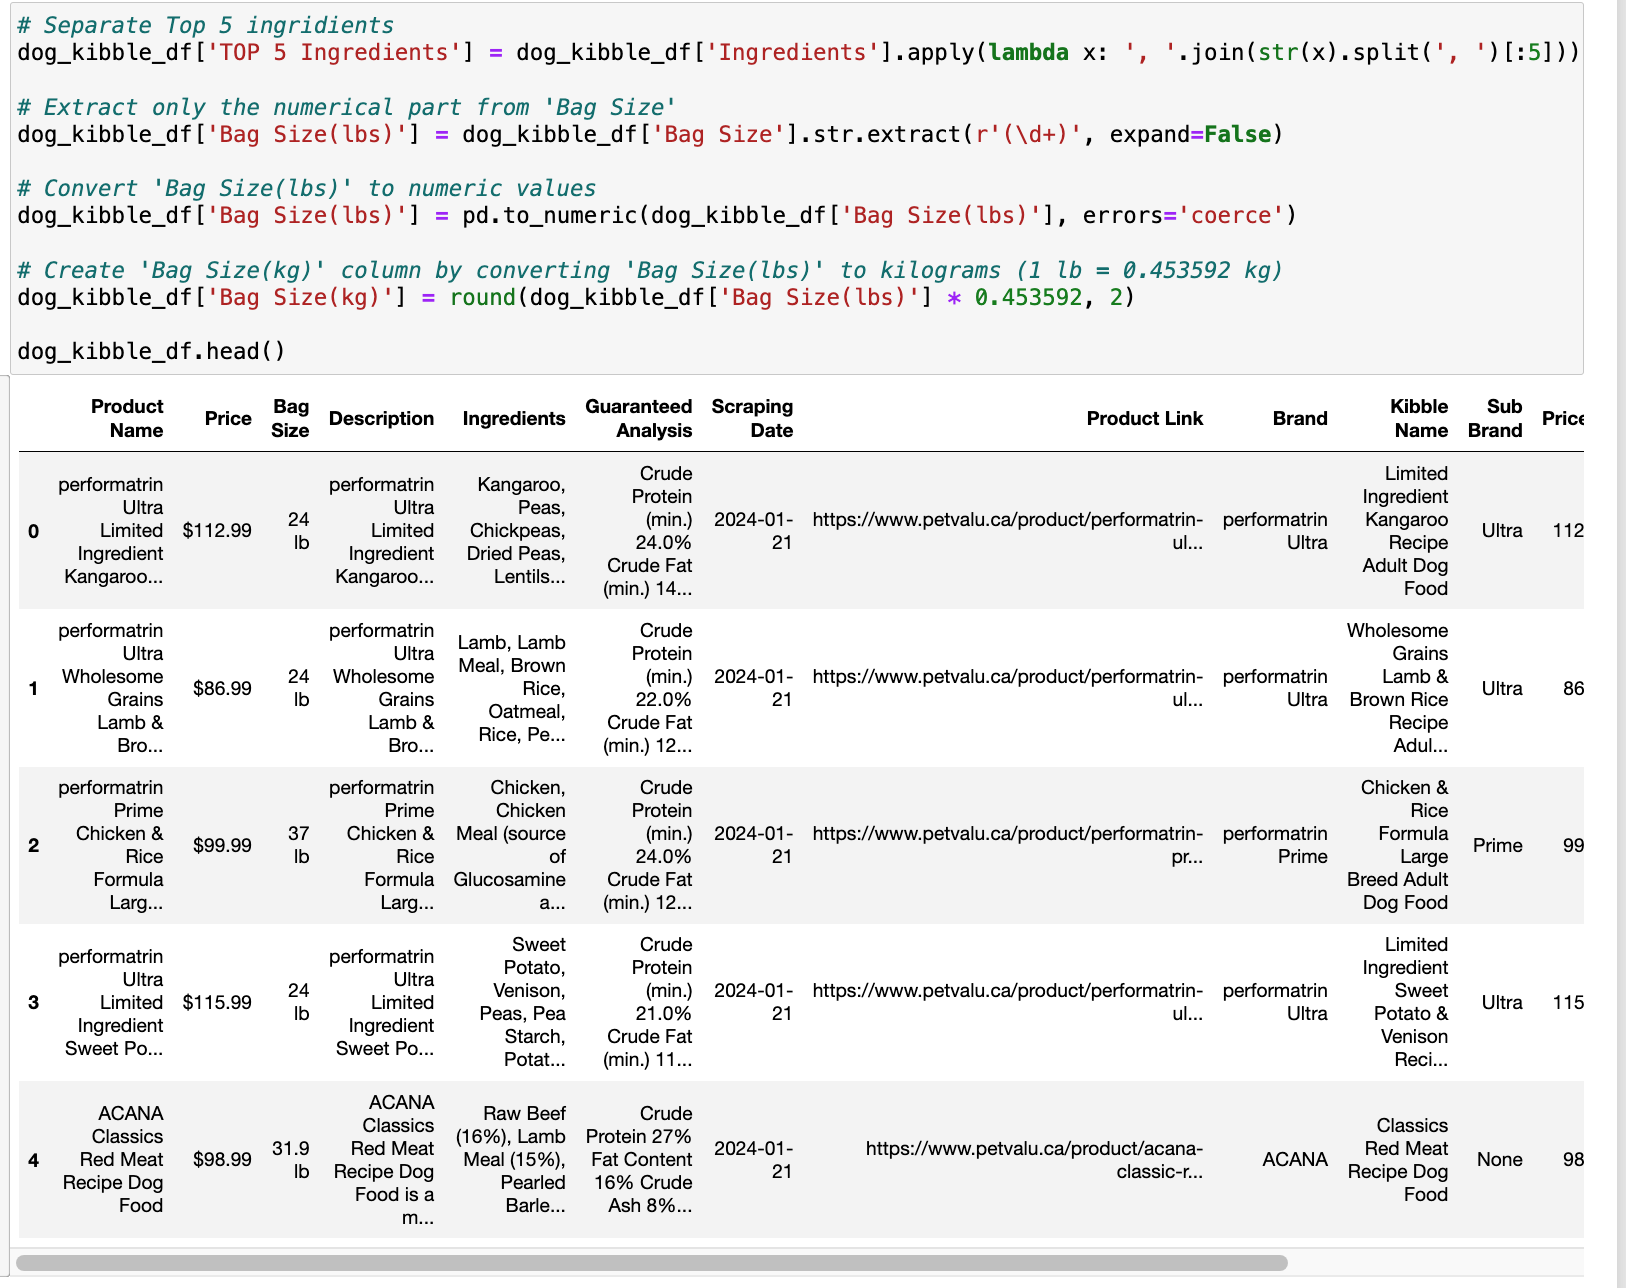 # Separate Top 5 ingridients
dog_kibble_df['TOP 5 Ingredients'] = dog_kibble_df['Ingredients'].apply(lambda x: ', '.join(str(x).split(', ')[:5]))
# Extract only the numerical part from 'Bag Size'
dog_kibble_df['Bag Size(lbs)'] = dog_kibble_df['Bag Size'].str.extract(r'(\d+)', expand=False)
# Convert 'Bag Size(lbs)' to numeric values
dog_kibble_df['Bag Size(lbs)'] = pd.to_numeric(dog_kibble_df['Bag Size(lbs)'], errors='coerce')
# Create 'Bag Size(kg)' column by converting 'Bag Size(lbs)' to kilograms (1 lb = 0.453592 kg)
dog_kibble_df['Bag Size(kg)'] = round(dog_kibble_df['Bag Size(lbs)'] * 0.453592, 2)
dog_kibble_df.head()
Product
Name
Price
Bag
Size
Description
Ingredients
Guaranteed
Analysis
Scraping
Date
Product Link
Brand
Kibble
Name
Sub
Brand
Price
0
performatrin
Ultra
Limited
Ingredient
Kangaroo...
$112.99
24
lb
performatrin
Ultra
Limited
Ingredient
Kangaroo...
Kangaroo,
Peas,
Chickpeas,
Dried Peas,
Lentils...
Crude
Protein
(min.)
24.0%
Crude Fat
(min.) 14...
2024-01-
21
https://www.petvalu.ca/product/performatrin-
ul...
performatrin
Ultra
Limited
Ingredient
Kangaroo
Recipe
Adult Dog
Food
Ultra
112
1
performatrin
Ultra
Wholesome
Grains
Lamb &
Bro...
$86.99
24
lb
performatrin
Ultra
Wholesome
Grains
Lamb &
Bro...
Lamb, Lamb
Meal, Brown
Rice,
Oatmeal,
Rice, Pe...
Crude
Protein
(min.)
22.0%
Crude Fat
(min.) 12...
2024-01-
21
https://www.petvalu.ca/product/performatrin-
ul...
performatrin
Ultra
Wholesome
Grains
Lamb &
Brown Rice
Recipe
Adul...
Ultra
86
2
performatrin
Prime
Chicken &
Rice
Formula
Larg...
$99.99
37
lb
performatrin
Prime
Chicken &
Rice
Formula
Larg...
Chicken,
Chicken
Meal (source
of
Glucosamine
a...
Crude
Protein
(min.)
24.0%
Crude Fat
(min.) 12...
2024-01-
21
https://www.petvalu.ca/product/performatrin-
pr...
performatrin
Prime
Chicken &
Rice
Formula
Large
Breed Adult
Dog Food
Prime
99
3
performatrin
Ultra
Limited
Ingredient
Sweet Po...
$115.99
24
lb
performatrin
Ultra
Limited
Ingredient
Sweet Po...
Sweet
Potato,
Venison,
Peas, Pea
Starch,
Potat...
Crude
Protein
(min.)
21.0%
Crude Fat
(min.) 11...
2024-01-
21
https://www.petvalu.ca/product/performatrin-
ul...
performatrin
Ultra
Limited
Ingredient
Sweet
Potato &
Venison
Reci...
Ultra
115
4
ACANA
Classics
Red Meat
Recipe Dog
Food
$98.99
31.9
lb
ACANA
Classics
Red Meat
Recipe Dog
Food is a
m...
Raw Beef
(16%), Lamb
Meal (15%),
Pearled
Barle...
Crude
Protein 27%
Fat Content
16% Crude
Ash 8%...
2024-01-
21
https://www.petvalu.ca/product/acana-
classic-r...
ACANA
Classics
Red Meat
Recipe Dog
Food
None
98